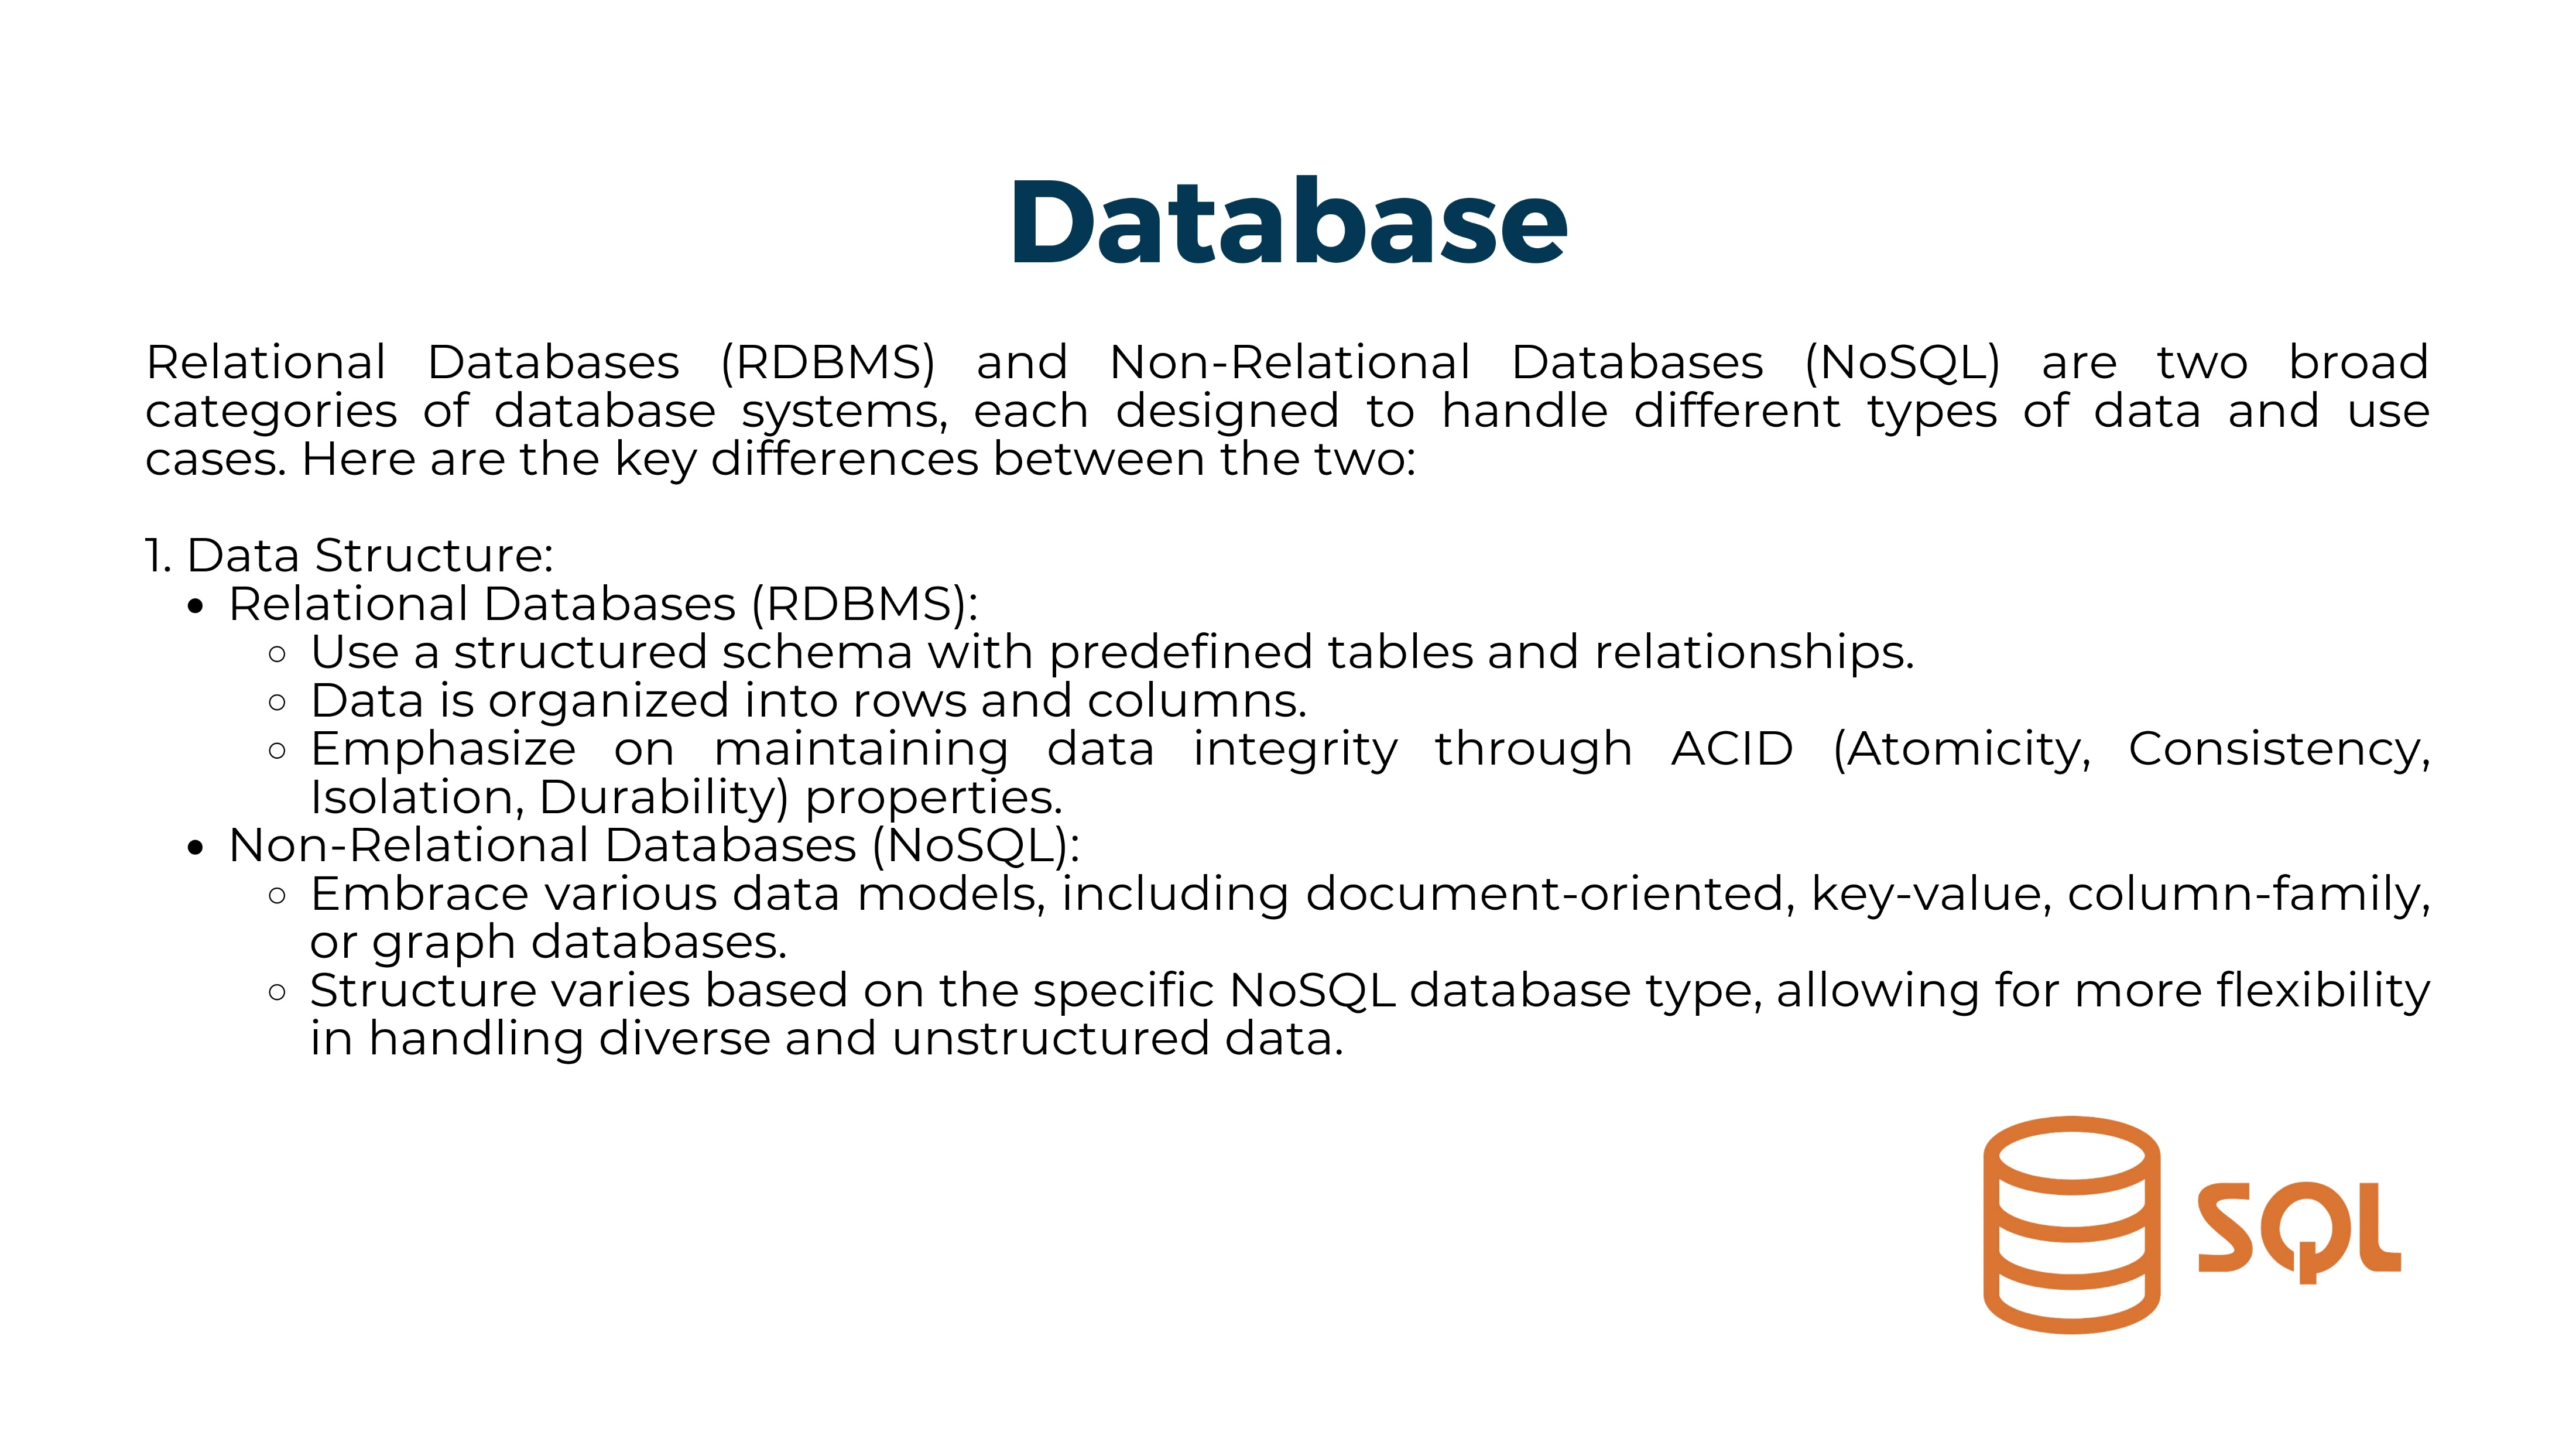 Database
Relational Databases (RDBMS) and Non-Relational Databases (NoSQL) are two broad
categories of database systems, each designed to handle different types of data and use
cases. Here are the key differences between the two:
1. Data Structure:
• Relational Databases (RDBMS):
◦ Use a structured schema with predefined tables and relationships.
◦ Data is organized into rows and columns.
◦ Emphasize on maintaining data integrity through ACID (Atomicity, Consistency,
Isolation, Durability) properties.
• Non-Relational Databases (NoSQL):
◦ Embrace various data models, including document-oriented, key-value, column-family,
or graph databases.
◦ Structure varies based on the specific NoSQL database type, allowing for more flexibility
in handling diverse and unstructured data.
SQL